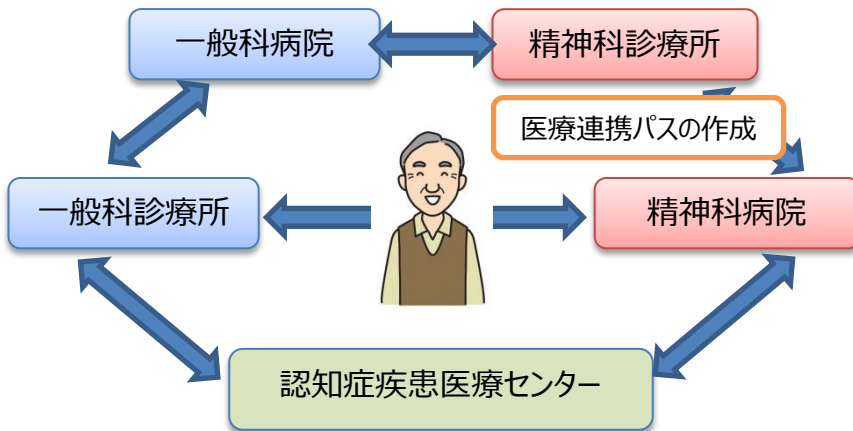 一般科病院
精神科診療所
医療連携パスの作成
一般科診療所
精神科病院
認知症疾患医療センター